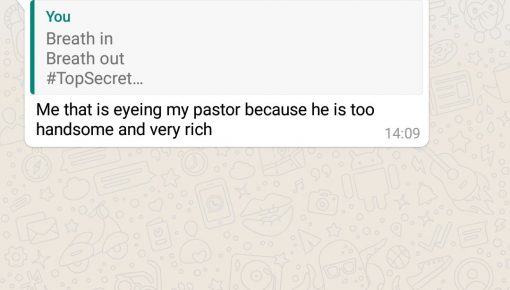 You
Breath in
Breath out
#TopSecret...
Me that is eyeing my pastor because he is too
handsome and very rich
14:09